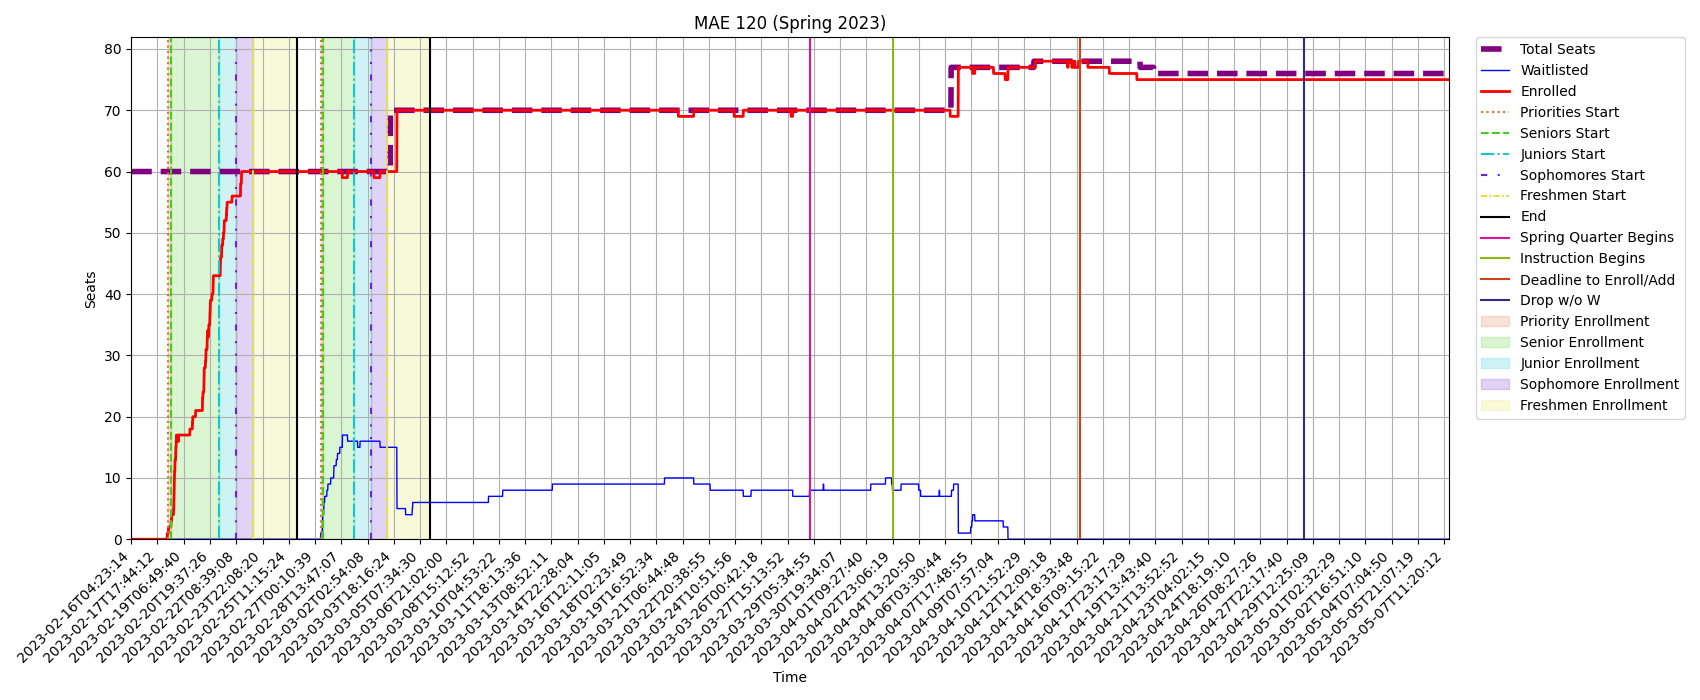 MAE 120 (Spring 2023)
Seats
80
70
60
50
40
30
20
10
0
2023-02-16T04:23:14
2023-02-17T17:44:12
2023-02-19T06:49:40
2023-02-20T19:37:26
2023-02-22T08:39:08
2023-02-23T22:08:20
2023-02-25T11:15:24
2023-02-27T00:10:39
2023-02-28T13:47:07
2023-03-02T02:54:08
2023-03-03T18:16:24
2023-03-05T07:34:30
2023-03-06T21:02:00
2023-03-08T15:12:52
2023-03-10T04:53:22
2023-03-11T18:13:36
2023-03-13T08:52:11
2023-03-14T22:28:04
2023-03-16T12:11:05
2023-03-18T02:23:49
2023-03-19T16:52:34
2023-03-21T06:44:48
2023-03-22T20:38:55
2023-03-24T10:51:56
2023-03-26T00:42:18
2023-03-27T15:13:52
2023-03-29T05:34:55
2023-03-30T19:34:07
2023-04-01T09:27:40
2023-04-02T23:06:19
2023-04-04T13:20:50
2023-04-06T03:30:44
2023-04-07T17:48:55
2023-04-09T07:57:04
2023-04-10T21:52:29
2023-04-12T12:09:18
2023-04-14T18:33:48
2023-04-16T09:15:22
2023-04-17T23:17:29
2023-04-19T13:43:40
2023-04-21T13:52:52
2023-04-23T04:02:15
2023-04-24T18:19:10
2023-04-26T08:27:26
2023-04-27T22:17:40
2023-04-29T12:25:09
2023-05-01T02:32:29
2023-05-02T16:51:10
2023-05-04T07:04:50
2023-05-05T21:07:19
2023-05-07T11:20:12
Time
Total Seats
Waitlisted
Enrolled
Priorities Start
Seniors Start
Juniors Start
Sophomores Start
Freshmen Start
End
Spring Quarter Begins
Instruction Begins
Deadline to Enroll/Add
Drop w/o W
Priority Enrollment
Senior Enrollment
Junior Enrollment
Sophomore Enrollment
Freshmen Enrollment